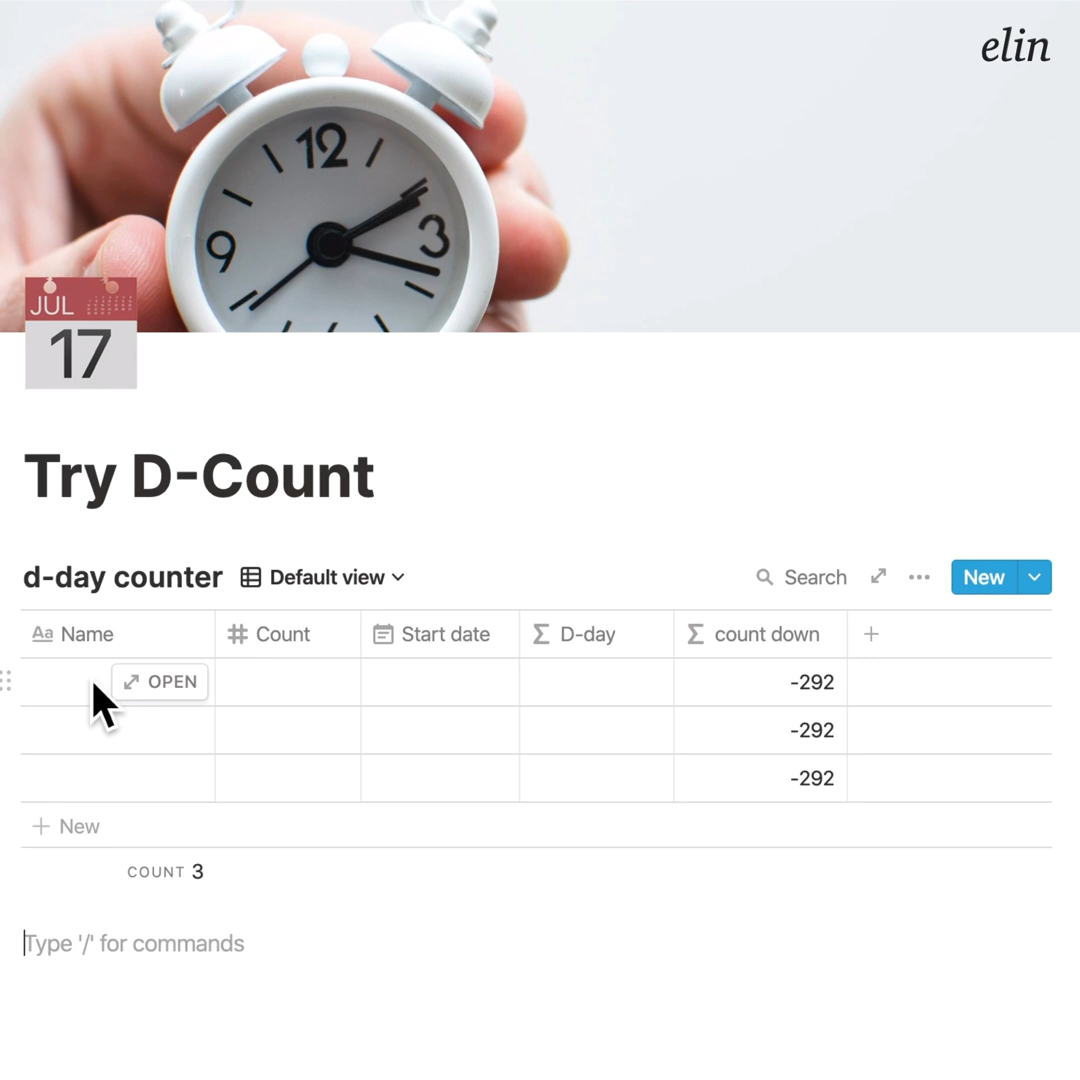 elin
12
9
3
JUL
17
Try D-Count
d-day counter Default view Search New
Aa Name # Count Start date Σ D-day Σ count down +
OPEN -292
-292
-292
+ New
COUNT 3
Type '/' for commands